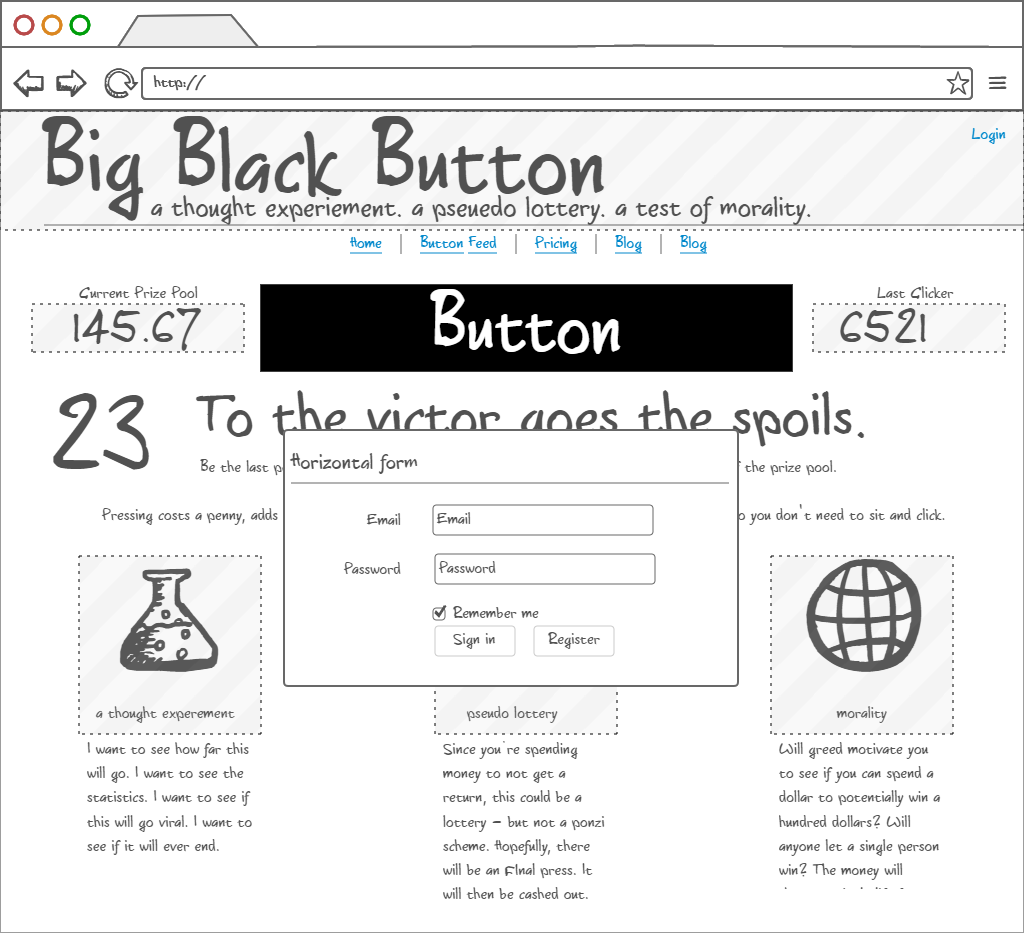 http://
Big Black Button
Login
a thought experiement. a pseuedo lottery. a test of morality.
Home | Button Feed | Pricing | Blog | Blog
Current Prize Pool
145.67
Button
Last Clicker
6521
23
To the victor goes the spoils.
Be the last the prize pool.
Pressing costs a penny, adds you don't need to sit and click.
Horizontal form
Email Email
Password Password
Remember me
Sign in Register
a thought experement
I want to see how far this
will go. I want to see the
statistics. I want to see if
this will go viral. I want to
see if it will ever end.
pseudo lottery
Since you're spending
money to not get a
return, this could be a
lottery - but not a ponzi
scheme. Hopefully, there
will be an FInal press. It
will then be cashed out.
morality
Will greed motivate you
to see if you can spend a
dollar to potentially win a
hundred dollars? Will
anyone let a single person
win? The money will